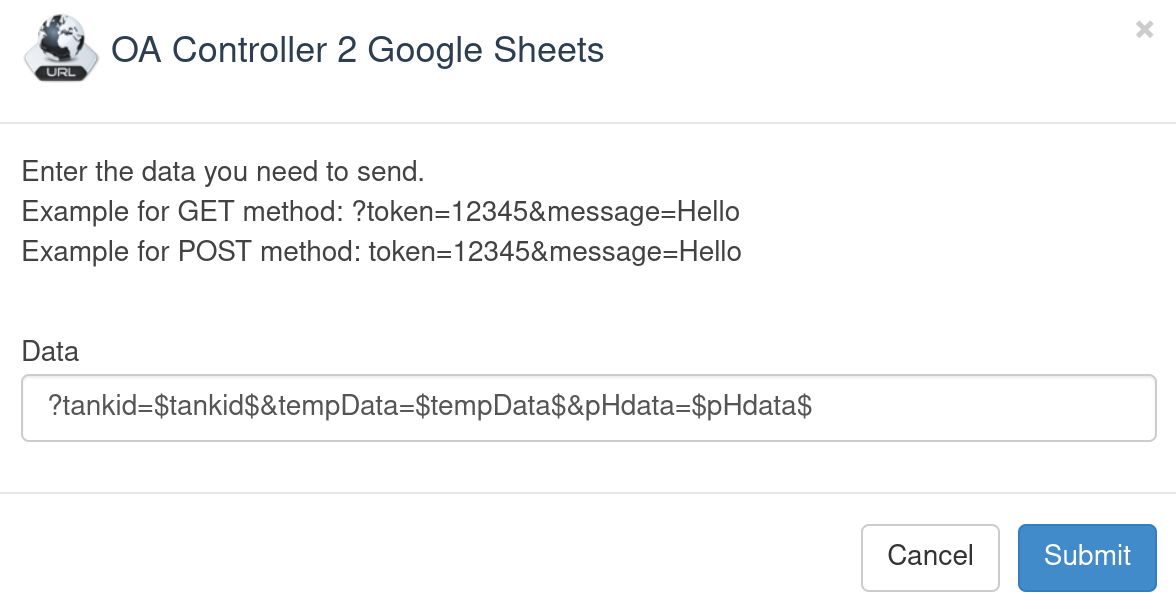 URL
OA Controller 2 Google Sheets
×
Enter the data you need to send.
Example for GET method: ?token=12345&message=Hello
Example for POST method: token=12345&message=Hello
Data
?tankid=$tankid$&tempData=$tempData$&pHdata=$pHdata$
Cancel Submit